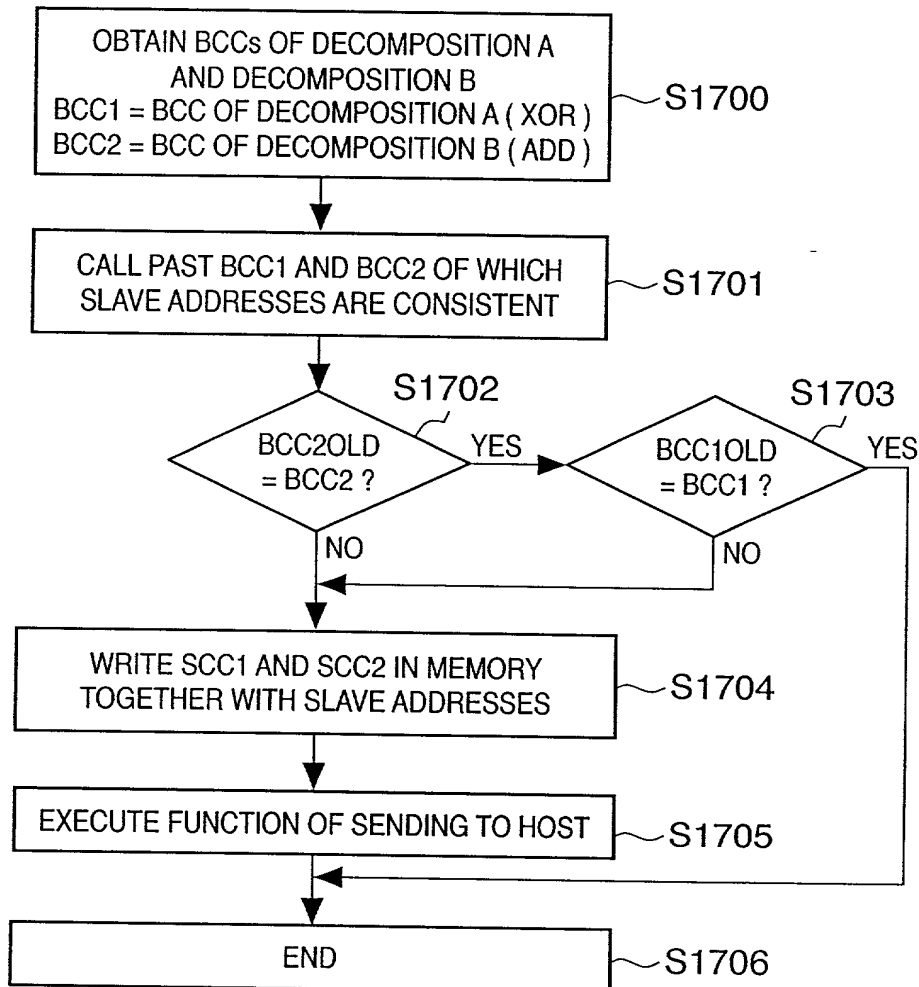 OBTAIN BCCs OF DECOMPOSITION A
AND DECOMPOSITION B
BCC1 = BCC OF DECOMPOSITION A ( XOR )
BCC2 = BCC OF DECOMPOSITION B ( ADD )
S1700
CALL PAST BCC1 AND BCC2 OF WHICH
SLAVE ADDRESSES ARE CONSISTENT
S1701
S1702
BCC2OLD
= BCC2 ?
YES
NO
S1703
BCC1OLD
= BCC1 ?
YES
NO
WRITE SCC1 AND SCC2 IN MEMORY
TOGETHER WITH SLAVE ADDRESSES
S1704
EXECUTE FUNCTION OF SENDING TO HOST
S1705
END
S1706